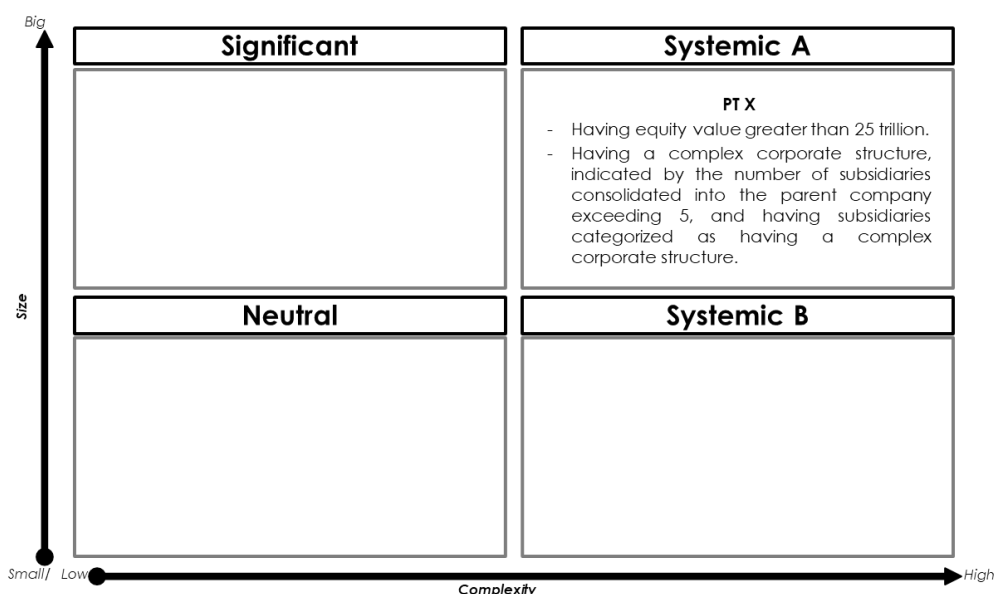 Big
Significant
Systemic A
PT X
- Having equity value greater than 25 trillion.
- Having a complex corporate structure,
indicated by the number of subsidiaries
consolidated into the parent company
exceeding 5, and having subsidiaries
categorized as having a complex
corporate structure.
Size
Neutral
Systemic B
Small/ Low
High
Complexity